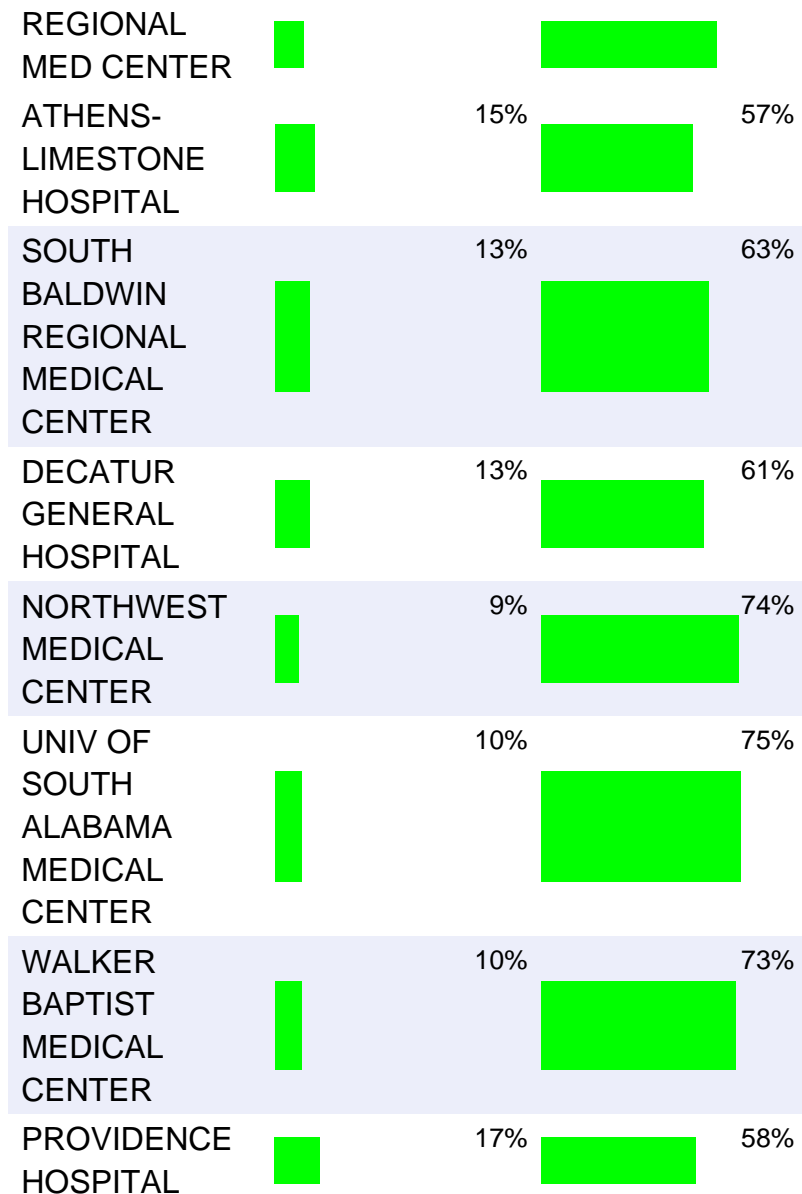 REGIONAL
MED CENTER
ATHENS- 15% 57%
LIMESTONE
HOSPITAL
SOUTH 13% 63%
BALDWIN
REGIONAL
MEDICAL
CENTER
DECATUR 13% 61%
GENERAL
HOSPITAL
NORTHWEST 9% 74%
MEDICAL
CENTER
UNIV OF 10% 75%
SOUTH
ALABAMA
MEDICAL
CENTER
WALKER 10% 73%
BAPTIST
MEDICAL
CENTER
PROVIDENCE 17% 58%
HOSPITAL